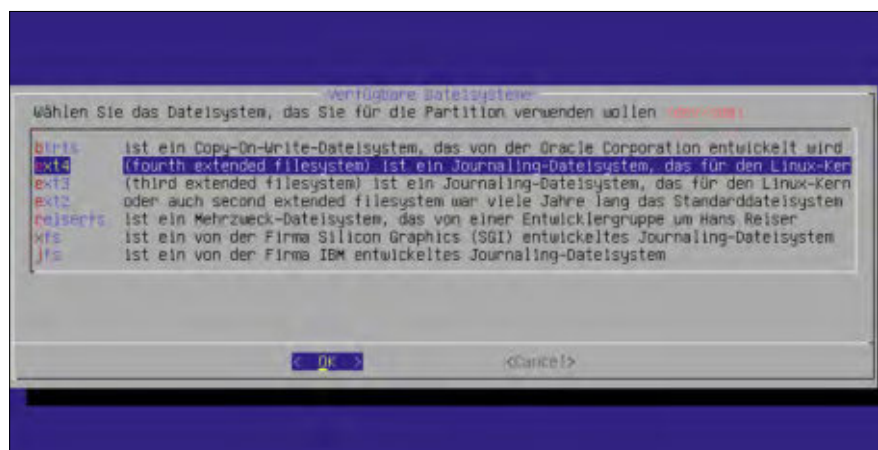 Verfügbare Dateisysteme
Wählen Sie das Dateisystem, das Sie für die Partition verwenden wollen
btrfs ist ein Copy-On-Write-Dateisystem, das von der Oracle Corporation entwickelt wird
ext4 (fourth extended filesystem) ist ein Journaling-Dateisystem, das für den Linux-Ker
ext3 (third extended filesystem) ist ein Journaling-Dateisystem, das für den Linux-Kern
ext2 oder auch second extended filesystem war viele Jahre lang das Standarddateisystem
reiserfs ist ein Mehrzweck-Dateisystem, das von einer Entwicklergruppe um Hans Reiser
xfs ist ein von der Firma Silicon Graphics (SGI) entwickeltes Journaling-Dateisystem
jfs ist ein von der Firma IBM entwickeltes Journaling-Dateisystem
< OK > <Cancel>